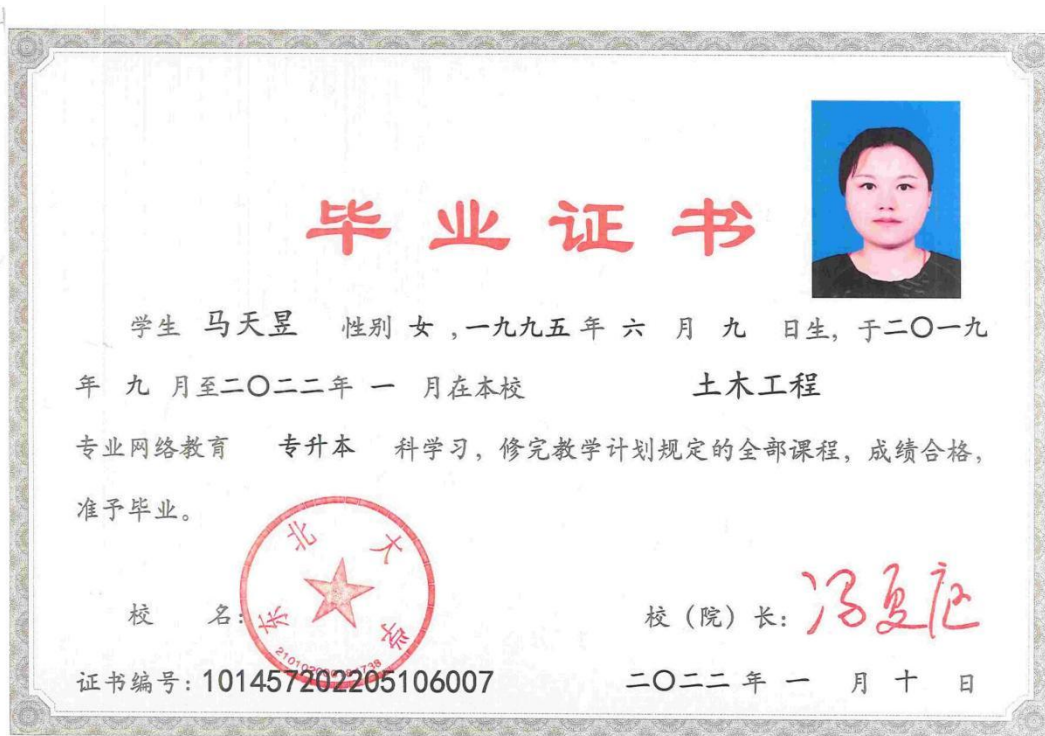 毕业证书
学生 马天昱 性别 女 ,一九九五 年 六 月 九 日生, 于二〇一九
年 九 月至二〇二二年 一 月在本校 土木工程
专业网络教育 专升本 科学习, 修完教学计划规定的全部课程, 成绩合格,
准予毕业。
东北大学
校 名:
校 (院) 长: 冯夏庭
证书编号: 101457202205106007
二〇二二 年 一 月 十 日